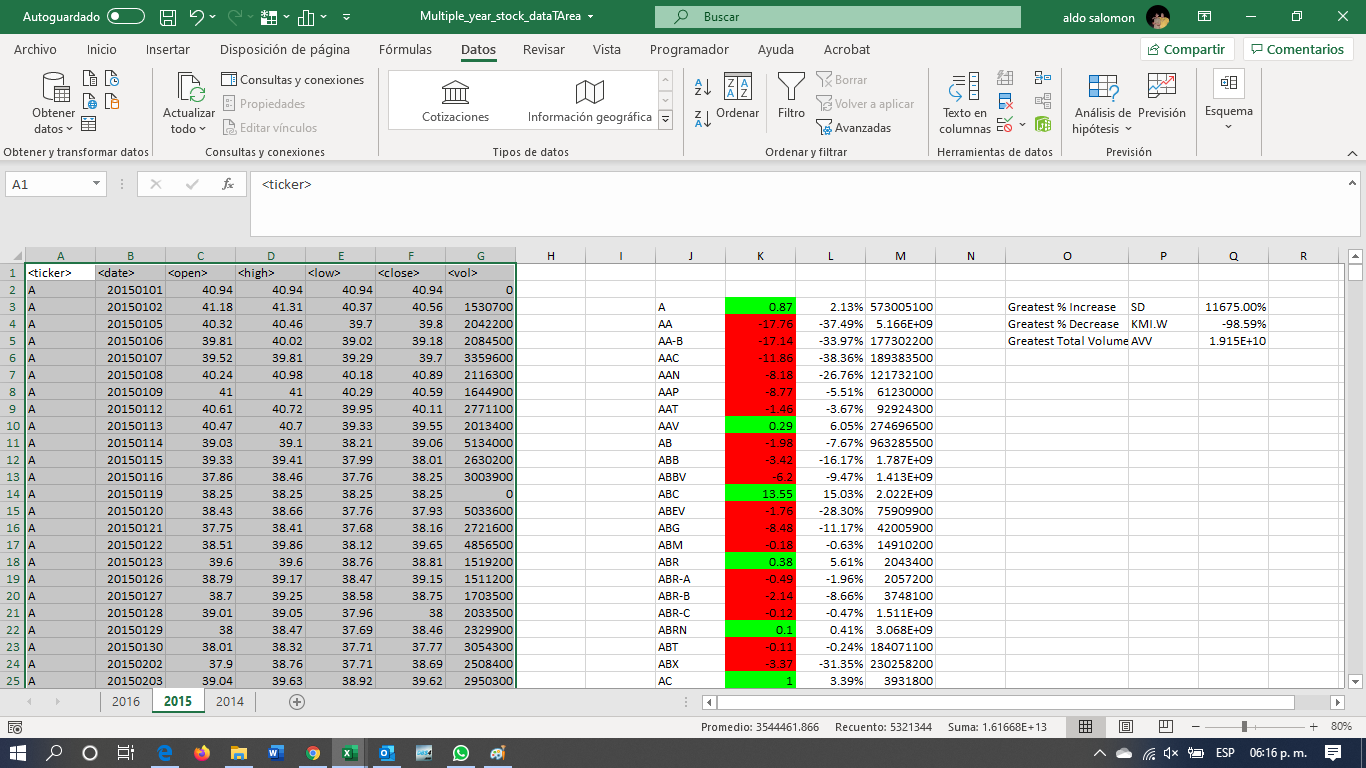 Autoguardado Multiple_year_stock_dataTArea Buscar aldo salomon
Archivo Inicio Insertar Disposición de página Fórmulas Datos Revisar Vista Programador Ayuda Acrobat Compartir Comentarios
Obtener datos
Obtener y transformar datos
Actualizar todo
Consultas y conexiones
Propiedades
Editar vínculos
Consultas y conexiones
Cotizaciones Información geográfica
Tipos de datos
Ordenar Filtro
Borrar
Volver a aplicar
Avanzadas
Ordenar y filtrar
Texto en columnas
Herramientas de datos
Análisis de hipótesis Previsión
Previsión
Esquema
A1 fx <ticker>
A B C D E F G H I J K L M N O P Q R
1 <ticker> <date> <open> <high> <low> <close> <vol>
2 A 20150101 40.94 40.94 40.94 40.94 0
3 A 20150102 41.18 41.31 40.37 40.56 1530700 A 0.87 2.13% 573005100 Greatest % Increase SD 11675.00%
4 A 20150105 40.32 40.46 39.7 39.8 2042200 AA -17.76 -37.49% 5.166E+09 Greatest % Decrease KMI.W -98.59%
5 A 20150106 39.81 40.02 39.02 39.18 2084500 AA-B -17.14 -33.97% 177302200 Greatest Total Volume AVV 1.915E+10
6 A 20150107 39.52 39.81 39.29 39.7 3359600 AAC -11.86 -38.36% 189383500
7 A 20150108 40.24 40.98 40.18 40.89 2116300 AAN -8.18 -26.76% 121732100
8 A 20150109 41 41 40.29 40.59 1644900 AAP -8.77 -5.51% 61230000
9 A 20150112 40.61 40.72 39.95 40.11 2771100 AAT -1.46 -3.67% 92924300
10 A 20150113 40.47 40.7 39.33 39.55 2013400 AAV 0.29 6.05% 274696500
11 A 20150114 39.03 39.1 38.21 39.06 5134000 AB -1.98 -7.67% 963285500
12 A 20150115 39.33 39.41 37.99 38.01 2630200 ABB -3.42 -16.17% 1.787E+09
13 A 20150116 37.86 38.46 37.76 38.25 3003900 ABBV -6.2 -9.47% 1.413E+09
14 A 20150119 38.25 38.25 38.25 38.25 0 ABC 13.55 15.03% 2.022E+09
15 A 20150120 38.43 38.66 37.76 37.93 5033600 ABEV -1.76 -28.30% 75909900
16 A 20150121 37.75 38.41 37.68 38.16 2721600 ABG -8.48 -11.17% 42005900
17 A 20150122 38.51 39.86 38.12 39.65 4856500 ABM -0.18 -0.63% 14910200
18 A 20150123 39.6 39.6 38.76 38.81 1519200 ABR 0.38 5.61% 2043400
19 A 20150126 38.79 39.17 38.47 39.15 1511200 ABR-A -0.49 -1.96% 2057200
20 A 20150127 38.7 39.25 38.58 38.75 1703500 ABR-B -2.14 -8.66% 3748100
21 A 20150128 39.01 39.05 37.96 38 2033500 ABR-C -0.12 -0.47% 1.511E+09
22 A 20150129 38 38.47 37.69 38.46 2329900 ABRN 0.1 0.41% 3.068E+09
23 A 20150130 38.01 38.32 37.71 37.77 3054300 ABT -0.11 -0.24% 184071100
24 A 20150202 37.9 38.76 37.71 38.69 2508400 ABX -3.37 -31.35% 230258200
25 A 20150203 39.04 39.63 38.92 39.62 2950300 AC 1 3.39% 3931800
2016 2015 2014
Promedio: 3544461.866 Recuento: 5321344 Suma: 1.61668E+13 80%
ESP 06:16 p. m.